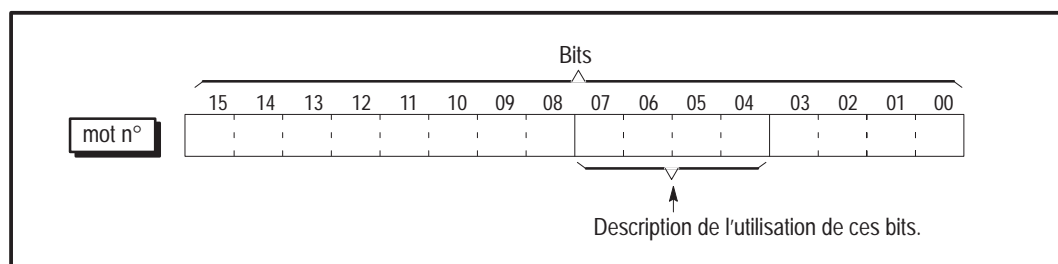 Bits
15 14 13 12 11 10 09 08 07 06 05 04 03 02 01 00
mot n°
Description de l'utilisation de ces bits.